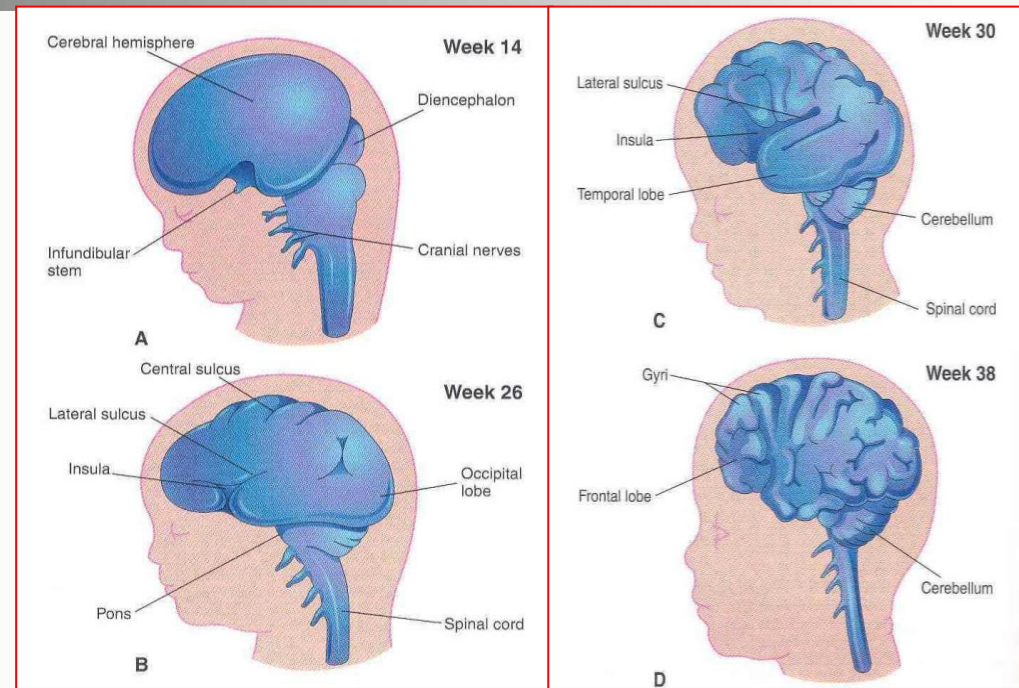 Cerebral hemisphere
Week 14
Diencephalon
Infundibular
stem
Cranial nerves
A
Central sulcus
Week 26
Lateral sulcus
Insula
Occipital
lobe
Pons
Spinal cord
B
Week 30
Lateral sulcus
Insula
Temporal lobe
Cerebellum
Spinal cord
C
Gyri
Week 38
Frontal lobe
Cerebellum
D